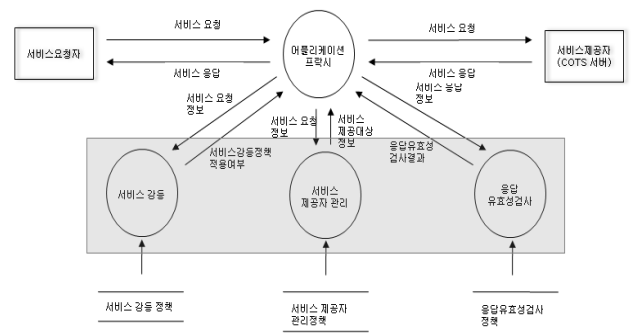 서비스 요청
서비스 요청
어플리케이션
프락시
서비스요청자
서비스제공자
(COTS 서버)
서비스 응답
서비스 응답
서비스 요청
정보
서비스 응답
정보
서비스 요청
정보
서비스
제공대상
정보
서비스강등정책
적용여부
응답유효성
검사결과
서비스 강등
서비스
제공자 관리
응답
유효성검사
서비스 강등 정책
서비스 제공자
관리정책
응답유효성검사
정책